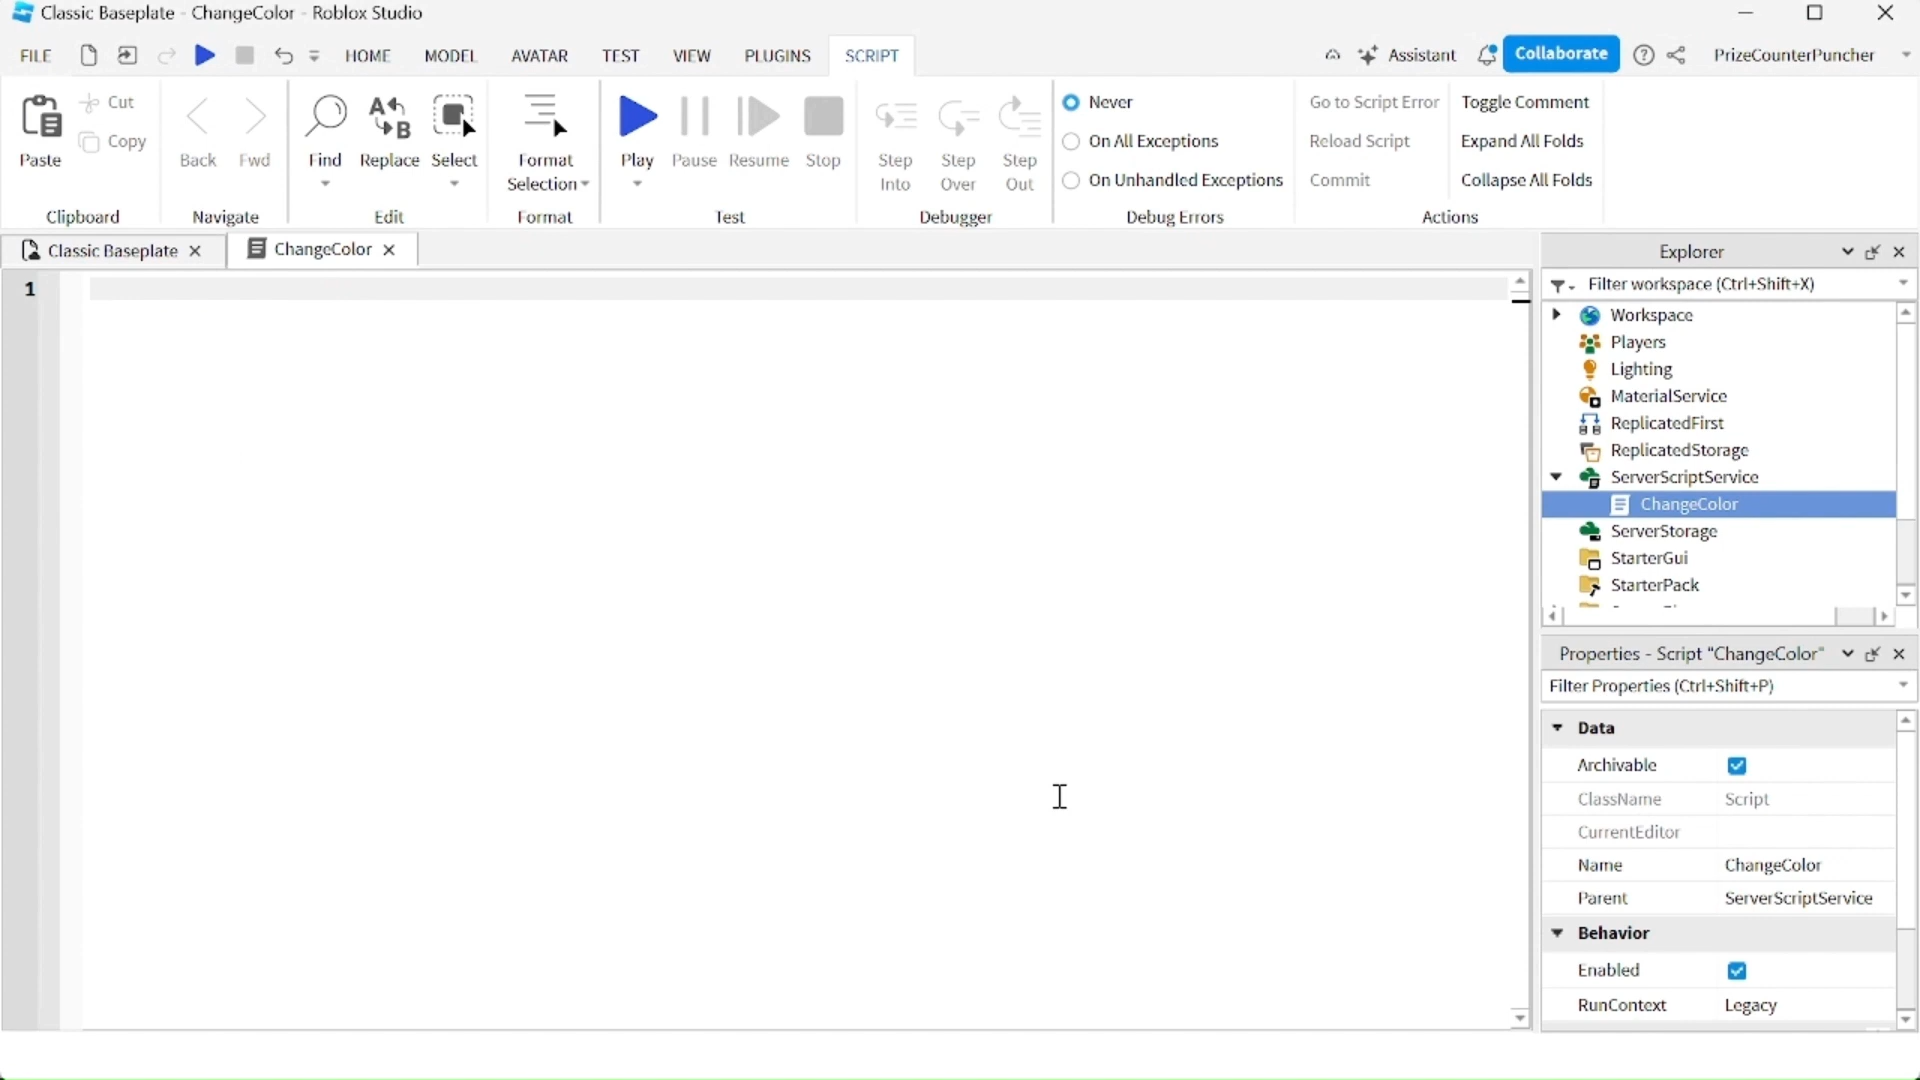 Classic Baseplate - ChangeColor - Roblox Studio
FILE HOME MODEL AVATAR TEST VIEW PLUGINS SCRIPT Assistant Collaborate PrizeCounterPuncher
Paste Cut Copy
Clipboard
Back Fwd
Navigate
Find Replace Select
Edit
Format Selection
Format
Play Pause Resume Stop
Test
Step Into Step Over Step Out
Debugger
Never
On All Exceptions
On Unhandled Exceptions
Debug Errors
Go to Script Error Toggle Comment
Reload Script Expand All Folds
Commit Collapse All Folds
Actions
Classic Baseplate ChangeColor
1
Explorer
Filter workspace (Ctrl+Shift+X)
Workspace
Players
Lighting
MaterialService
ReplicatedFirst
ReplicatedStorage
ServerScriptService
ChangeColor
ServerStorage
StarterGui
StarterPack
Properties - Script "ChangeColor"
Filter Properties (Ctrl+Shift+P)
Data
Archivable
ClassName Script
CurrentEditor
Name ChangeColor
Parent ServerScriptService
Behavior
Enabled
RunContext Legacy